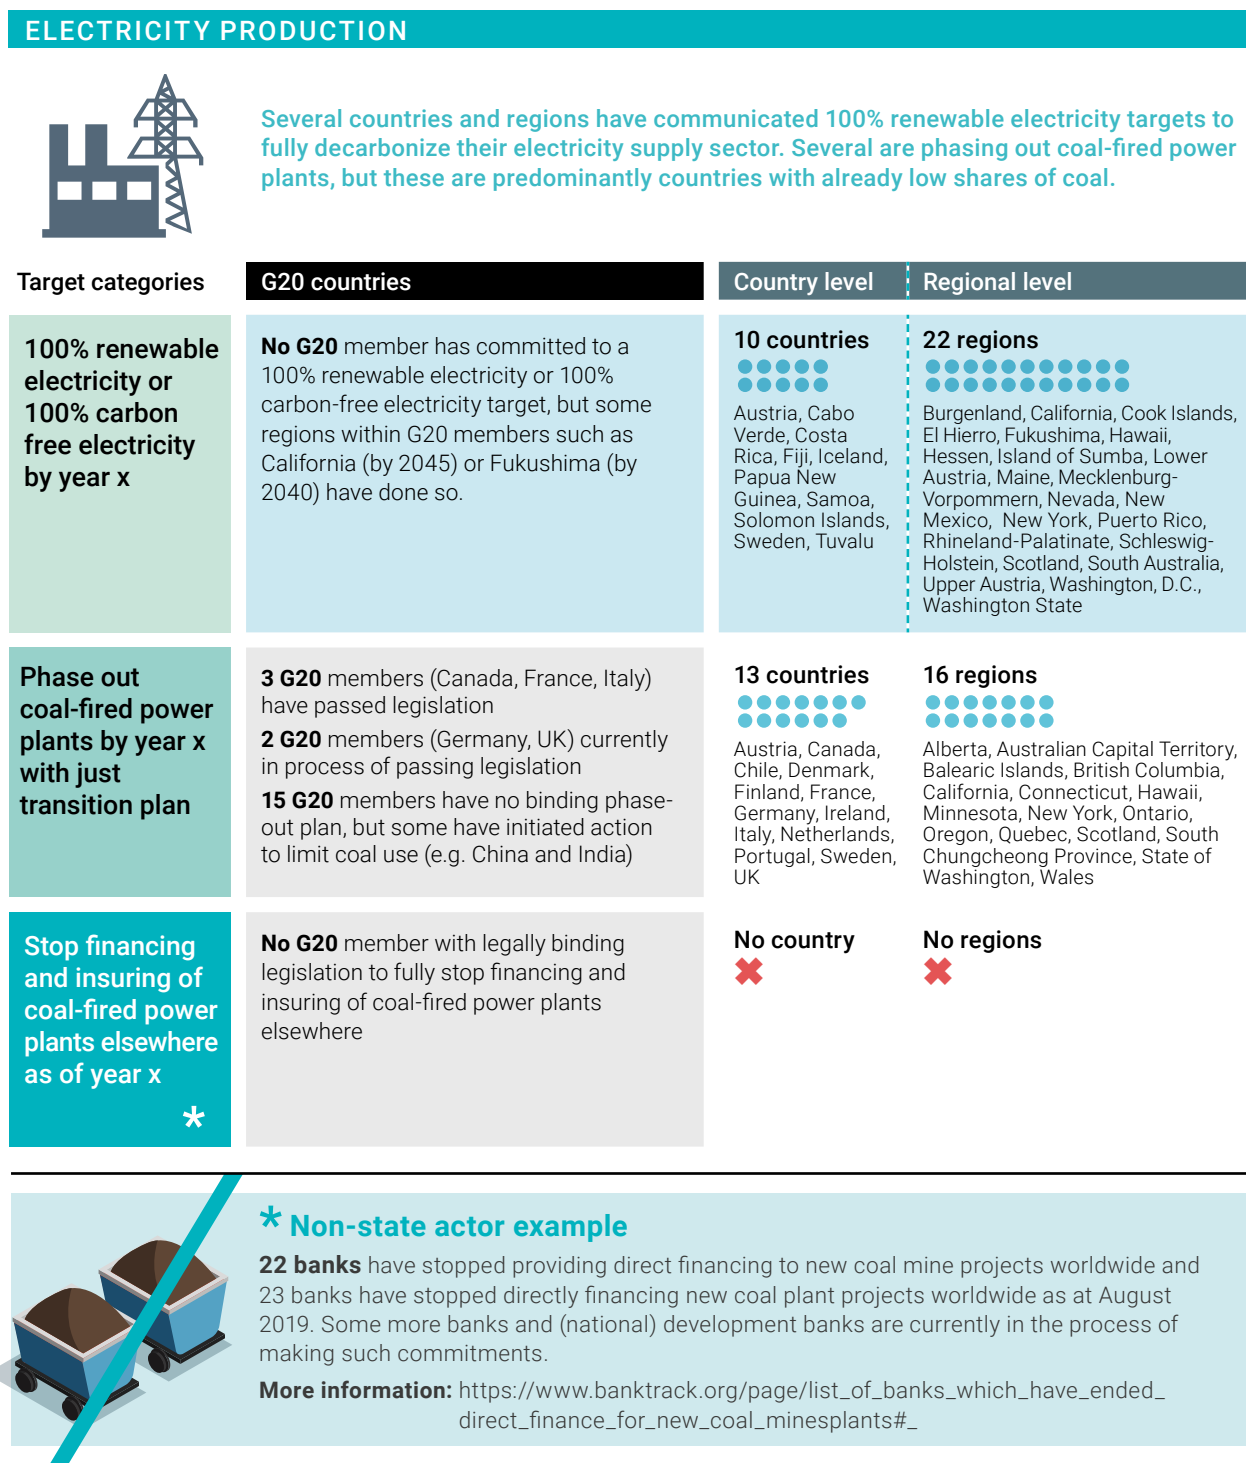 ELECTRICITY PRODUCTION
Several countries and regions have communicated 100% renewable electricity targets to
fully decarbonize their electricity supply sector. Several are phasing out coal-fired power
plants, but these are predominantly countries with already low shares of coal.
Target categories
G20 countries
Country level
Regional level
100% renewable
electricity or
100% carbon
free electricity
by year x
No G20 member has committed to a
100% renewable electricity or 100%
carbon-free electricity target, but some
regions within G20 members such as
California (by 2045) or Fukushima (by
2040) have done so.
10 countries
Austria, Cabo
Verde, Costa
Rica, Fiji, Iceland,
Papua New
Guinea, Samoa,
Solomon Islands,
Sweden, Tuvalu
22 regions
Burgenland, California, Cook Islands,
El Hierro, Fukushima, Hawaii,
Hessen, Island of Sumba, Lower
Austria, Maine, Mecklenburg-
Vorpommern, Nevada, New
Mexico, New York, Puerto Rico,
Rhineland-Palatinate, Schleswig-
Holstein, Scotland, South Australia,
Upper Austria, Washington, D.C.,
Washington State
Phase out
coal-fired power
plants by year x
with just
transition plan
3 G20 members (Canada, France, Italy)
have passed legislation
2 G20 members (Germany, UK) currently
in process of passing legislation
15 G20 members have no binding phase-
out plan, but some have initiated action
to limit coal use (e.g. China and India)
13 countries
Austria, Canada,
Chile, Denmark,
Finland, France,
Germany, Ireland,
Italy, Netherlands,
Portugal, Sweden,
UK
16 regions
Alberta, Australian Capital Territory,
Balearic Islands, British Columbia,
California, Connecticut, Hawaii,
Minnesota, New York, Ontario,
Oregon, Quebec, Scotland, South
Chungcheong Province, State of
Washington, Wales
Stop financing
and insuring of
coal-fired power
plants elsewhere
as of year x
*
No G20 member with legally binding
legislation to fully stop financing and
insuring of coal-fired power plants
elsewhere
No country
No regions
* Non-state actor example
22 banks have stopped providing direct financing to new coal mine projects worldwide and
23 banks have stopped directly financing new coal plant projects worldwide as at August
2019. Some more banks and (national) development banks are currently in the process of
making such commitments.
More information: https://www.banktrack.org/page/list_of_banks_which_have_ended_
direct_finance_for_new_coal_minesplants#_